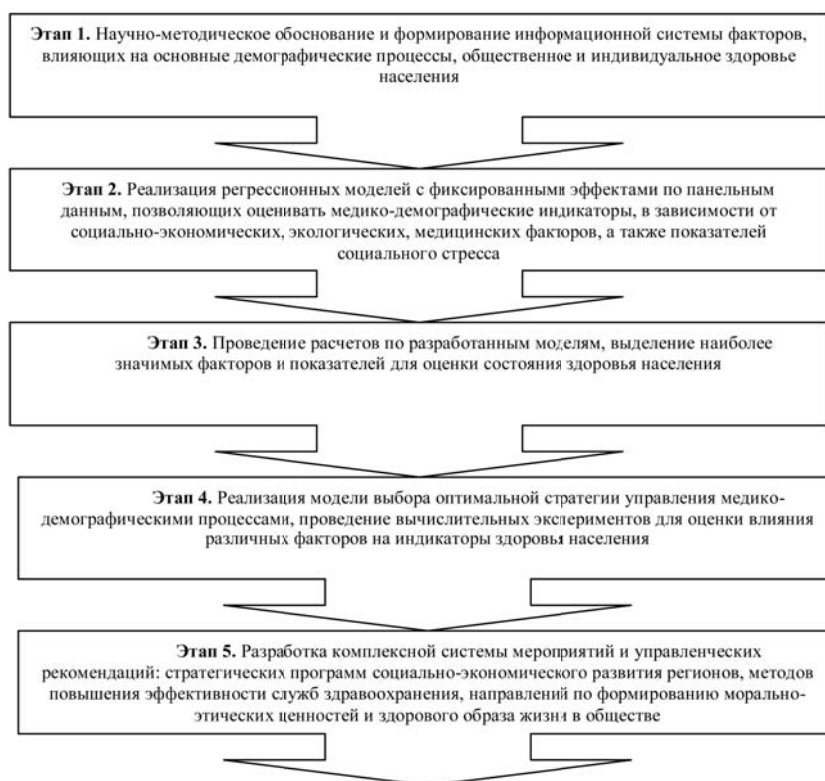 Этап 1. Научно-методическое обоснование и формирование информационной системы факторов,
влияющих на основные демографические процессы, общественное и индивидуальное здоровье
населения
Этап 2. Реализация регрессионных моделей с фиксированными эффектами по панельным
данным, позволяющих оценивать медико-демографические индикаторы, в зависимости от
социально-экономических, экологических, медицинских факторов, а также показателей
социального стресса
Этап 3. Проведение расчетов по разработанным моделям, выделение наиболее
значимых факторов и показателей для оценки состояния здоровья населения
Этап 4. Реализация модели выбора оптимальной стратегии управления медико-
демографическими процессами, проведение вычислительных экспериментов для оценки влияния
различных факторов на индикаторы здоровья населения
Этап 5. Разработка комплексной системы мероприятий и управленческих
рекомендаций: стратегических программ социально-экономического развития регионов, методов
повышения эффективности служб здравоохранения, направлений по формированию морально-
этических ценностей и здорового образа жизни в обществе